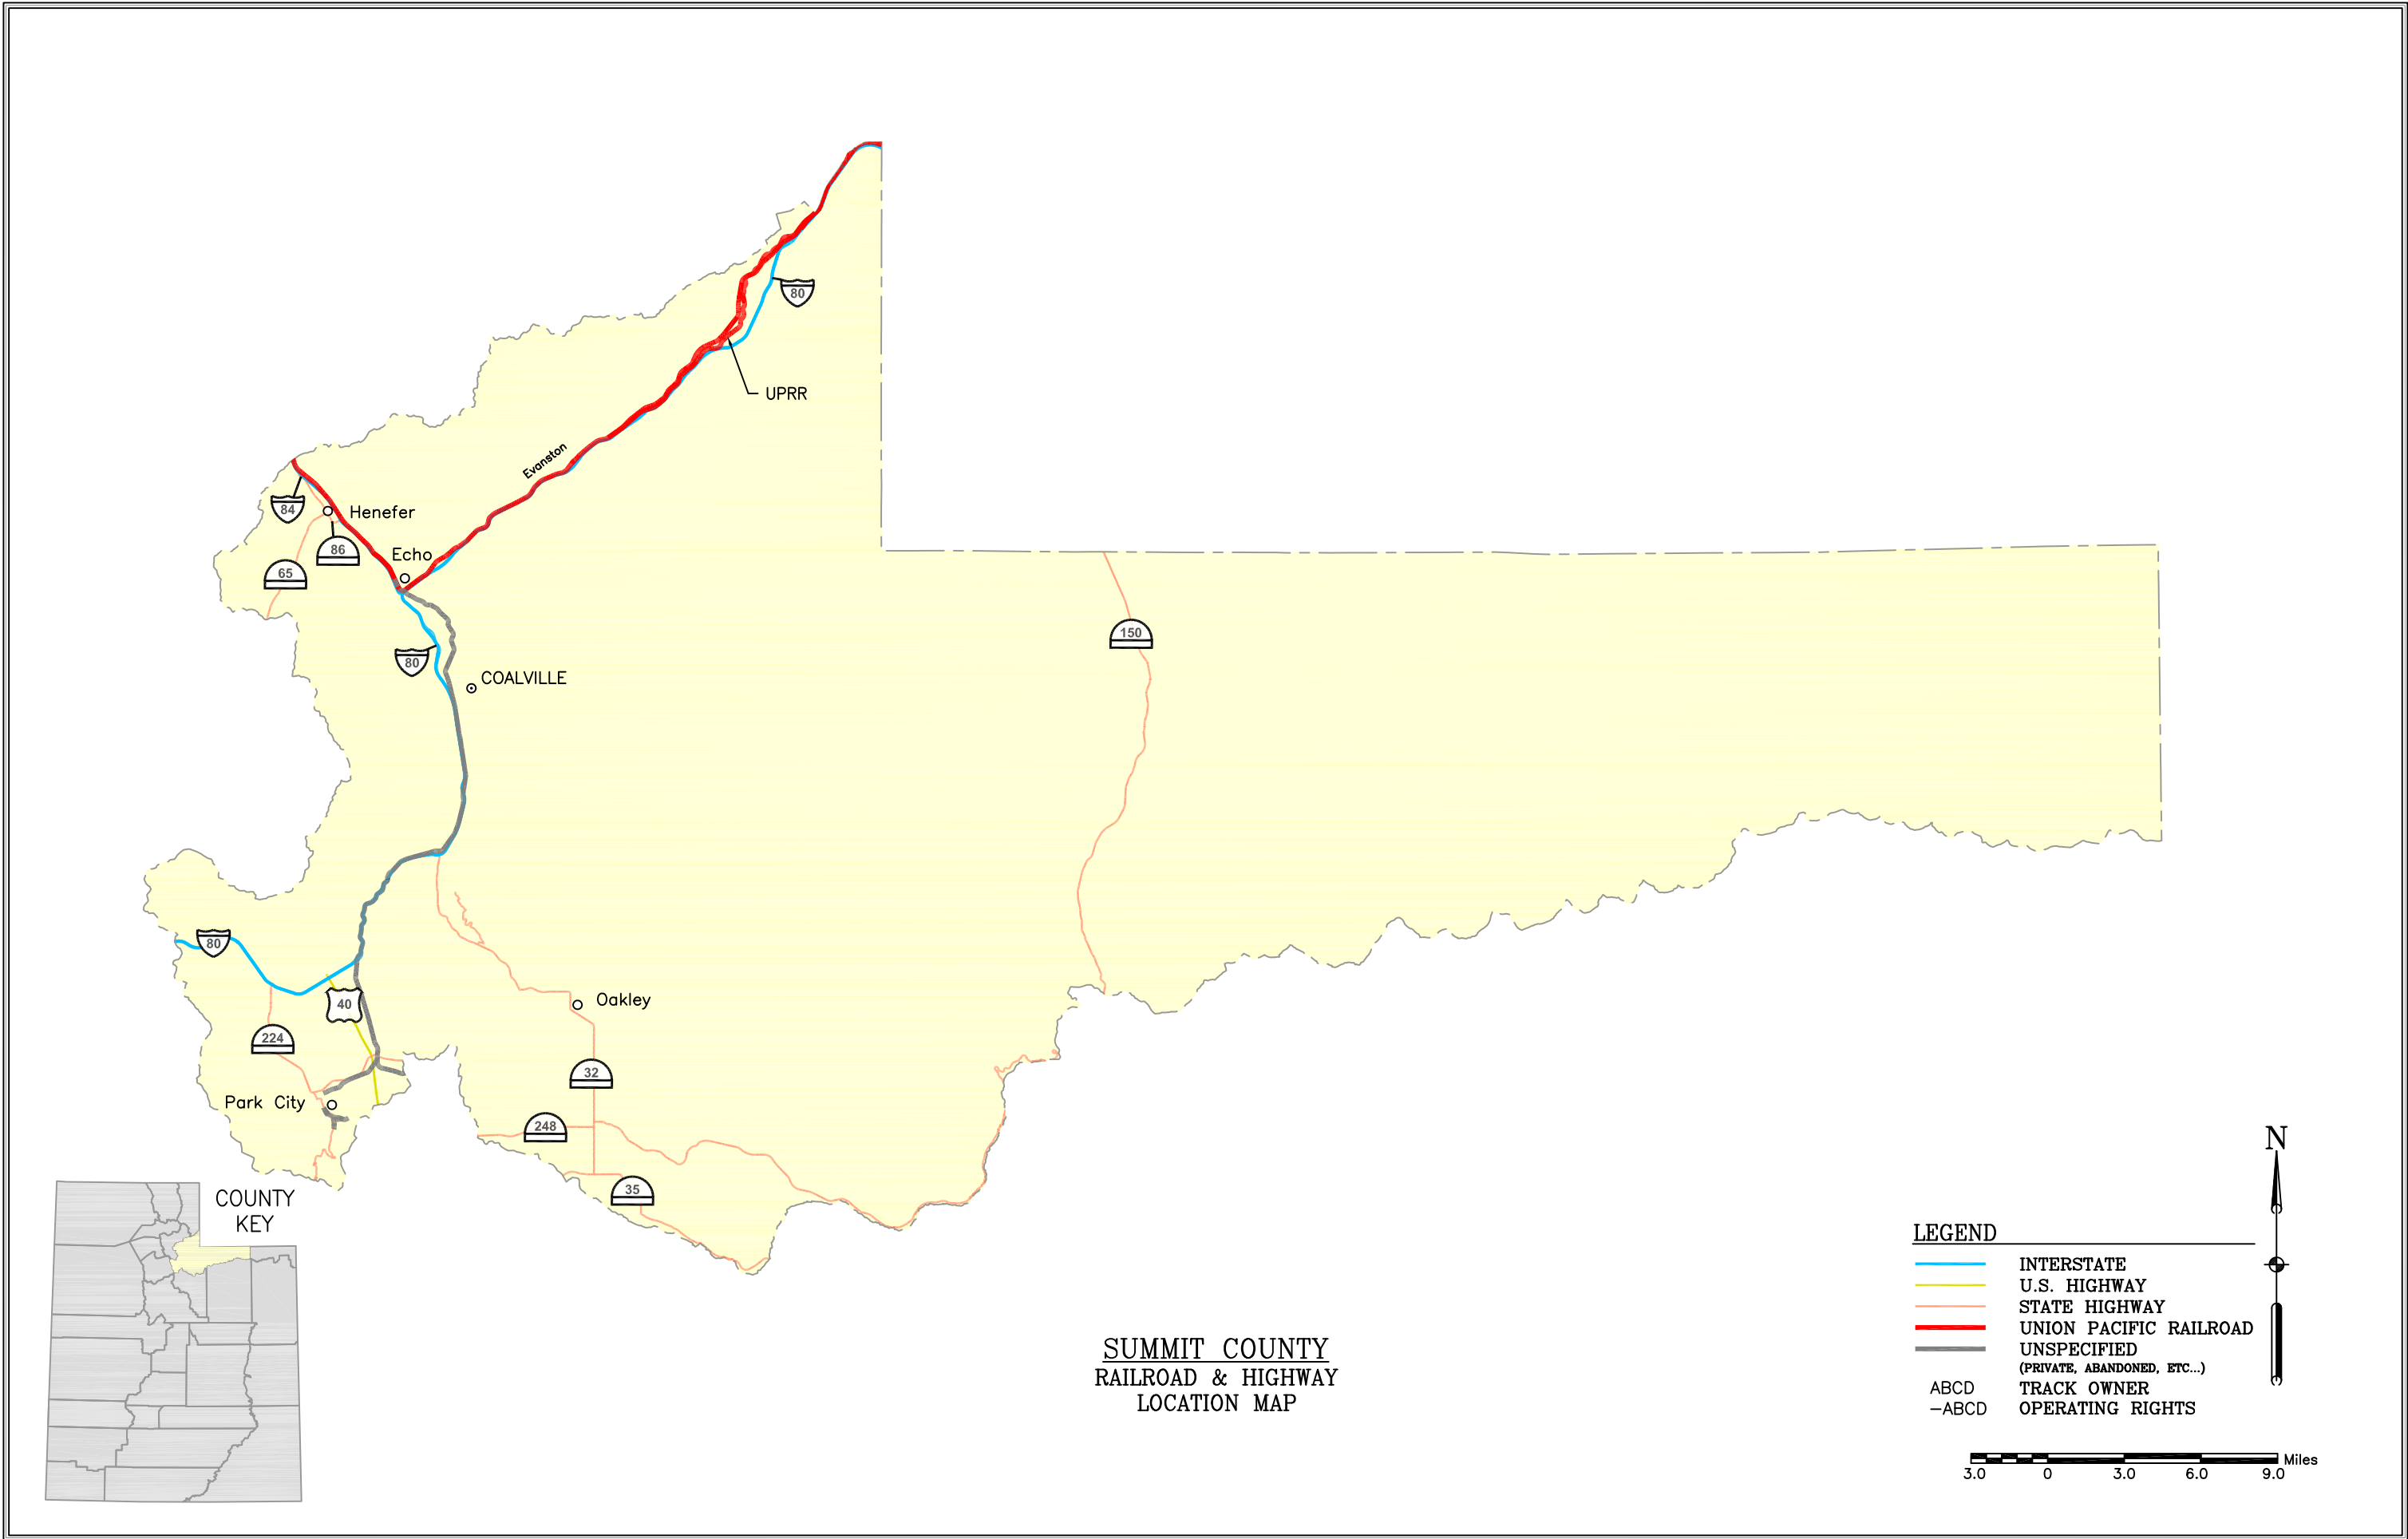 80
UPRR
Evanston
84
Henefer
86
Echo
65
150
80
COALVILLE
80
40
Oakley
224
32
Park City
248
35
COUNTY
KEY
N
LEGEND
INTERSTATE
U.S. HIGHWAY
STATE HIGHWAY
UNION PACIFIC RAILROAD
UNSPECIFIED
(PRIVATE, ABANDONED, ETC...)
ABCD TRACK OWNER
–ABCD OPERATING RIGHTS
SUMMIT COUNTY
RAILROAD & HIGHWAY
LOCATION MAP
Miles
3.0 0 3.0 6.0 9.0